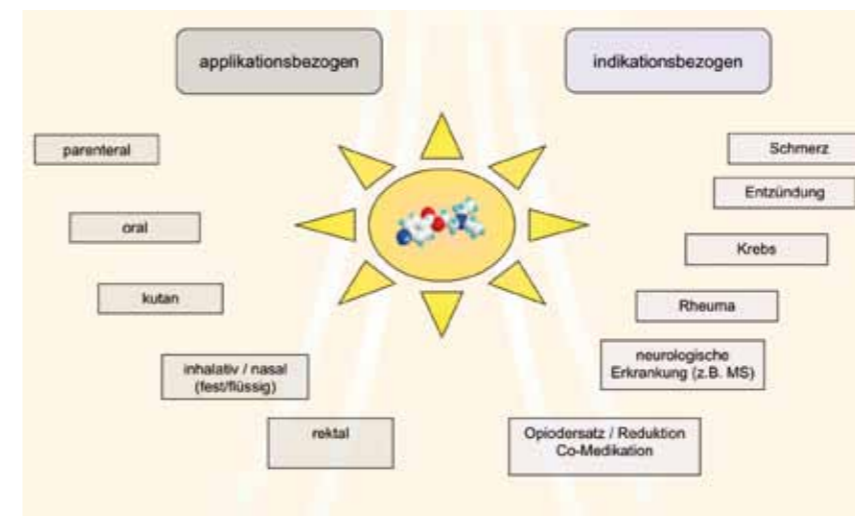 applikationsbezogen
indikationsbezogen
parenteral
oral
kutan
inhalativ / nasal
(fest/flüssig)
rektal
Schmerz
Entzündung
Krebs
Rheuma
neurologische
Erkrankung (z.B. MS)
Opiodersatz / Reduktion
Co-Medikation